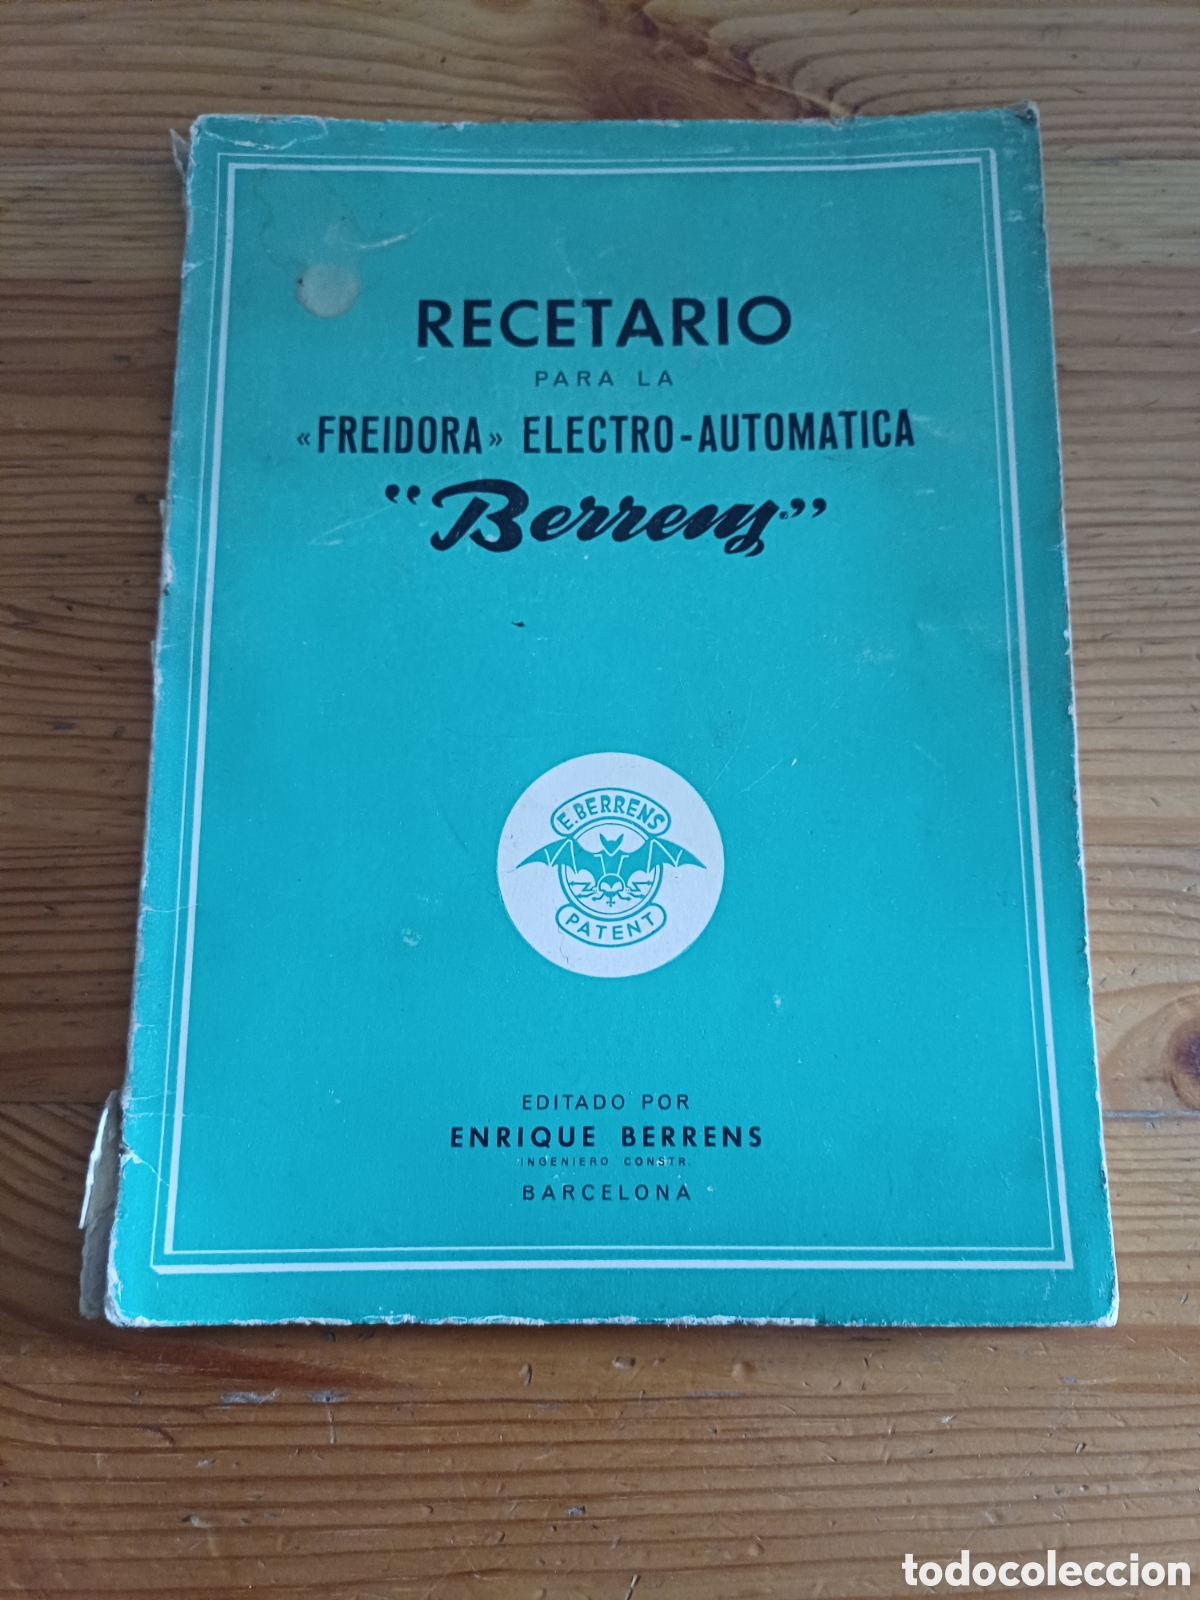 RECETARIO
PARA LA
«FREIDORA» ELECTRO-AUTOMATICA
"Berrens"
E. BERRENS
PATENT
EDITADO POR
ENRIQUE BERRENS
INGENIERO CONSTR.
BARCELONA
todocoleccion